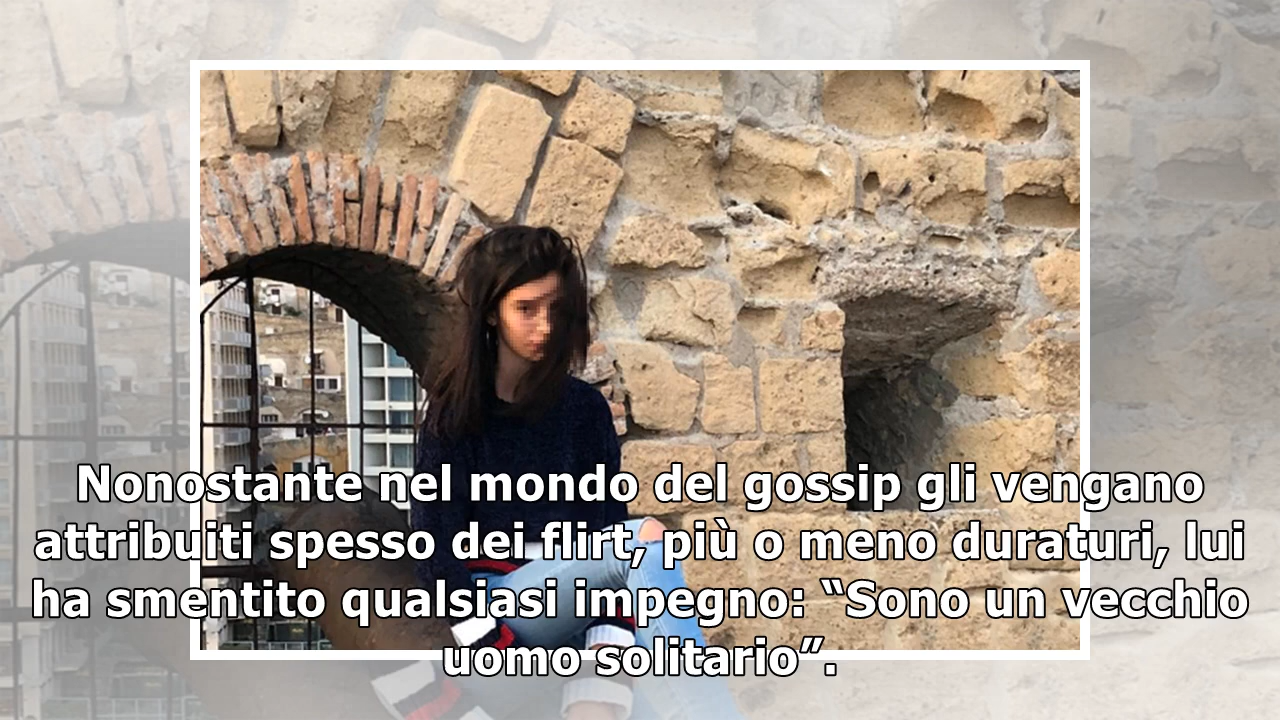 Nonostante nel mondo del gossip gli vengano
attribuiti spesso dei flirt, più o meno duraturi, lui
ha smentito qualsiasi impegno: “Sono un vecchio
uomo solitario”.